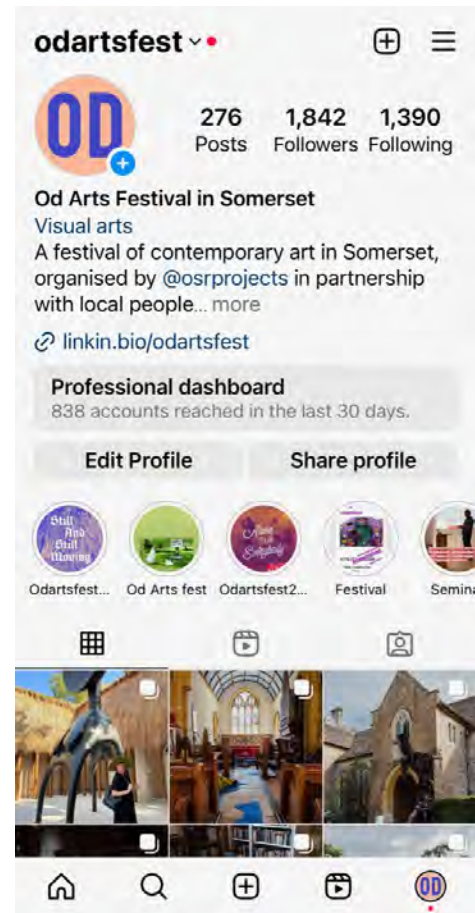 odartsfest
OD
276 1,842 1,390
Posts Followers Following
Od Arts Festival in Somerset
Visual arts
A festival of contemporary art in Somerset,
organised by @osrprojects in partnership
with local people... more
linkin.bio/odartsfest
Professional dashboard
838 accounts reached in the last 30 days.
Edit Profile Share profile
Still
And
Still
Moving
Odartsfest... Od Arts fest Odartsfest2... Festival Semina
OD